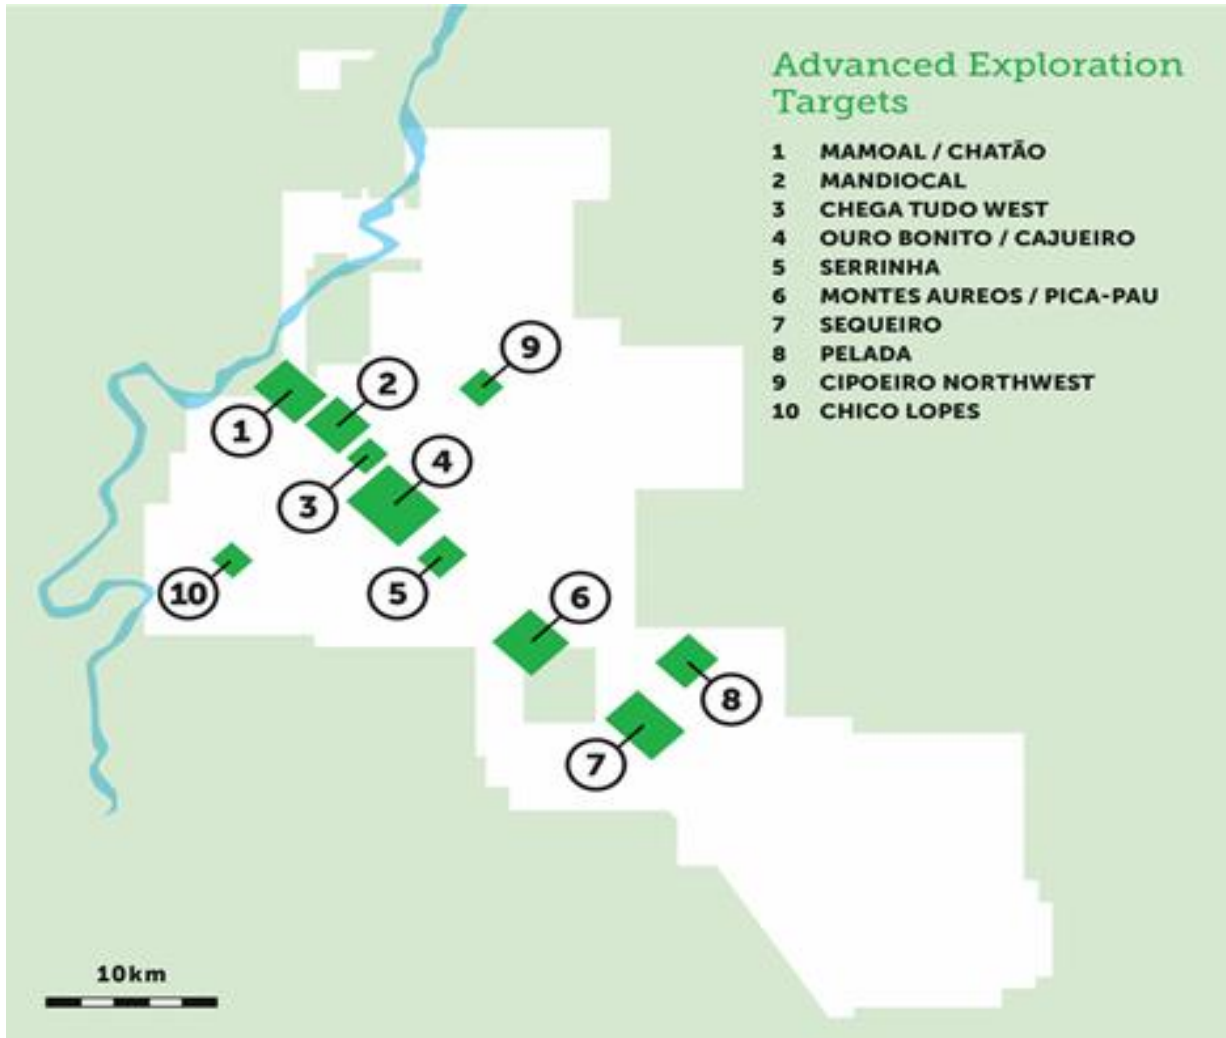 Advanced Exploration
Targets
1 MAMOAL / CHATÃO
2 MANDIOCAL
3 CHEGA TUDO WEST
4 OURO BONITO / CAJUEIRO
5 SERRINHA
6 MONTES AUREOS / PICA-PAU
7 SEQUEIRO
8 PELADA
9 CIPOEIRO NORTHWEST
10 CHICO LOPES
9
2
1
4
3
10
5
6
8
7
10km